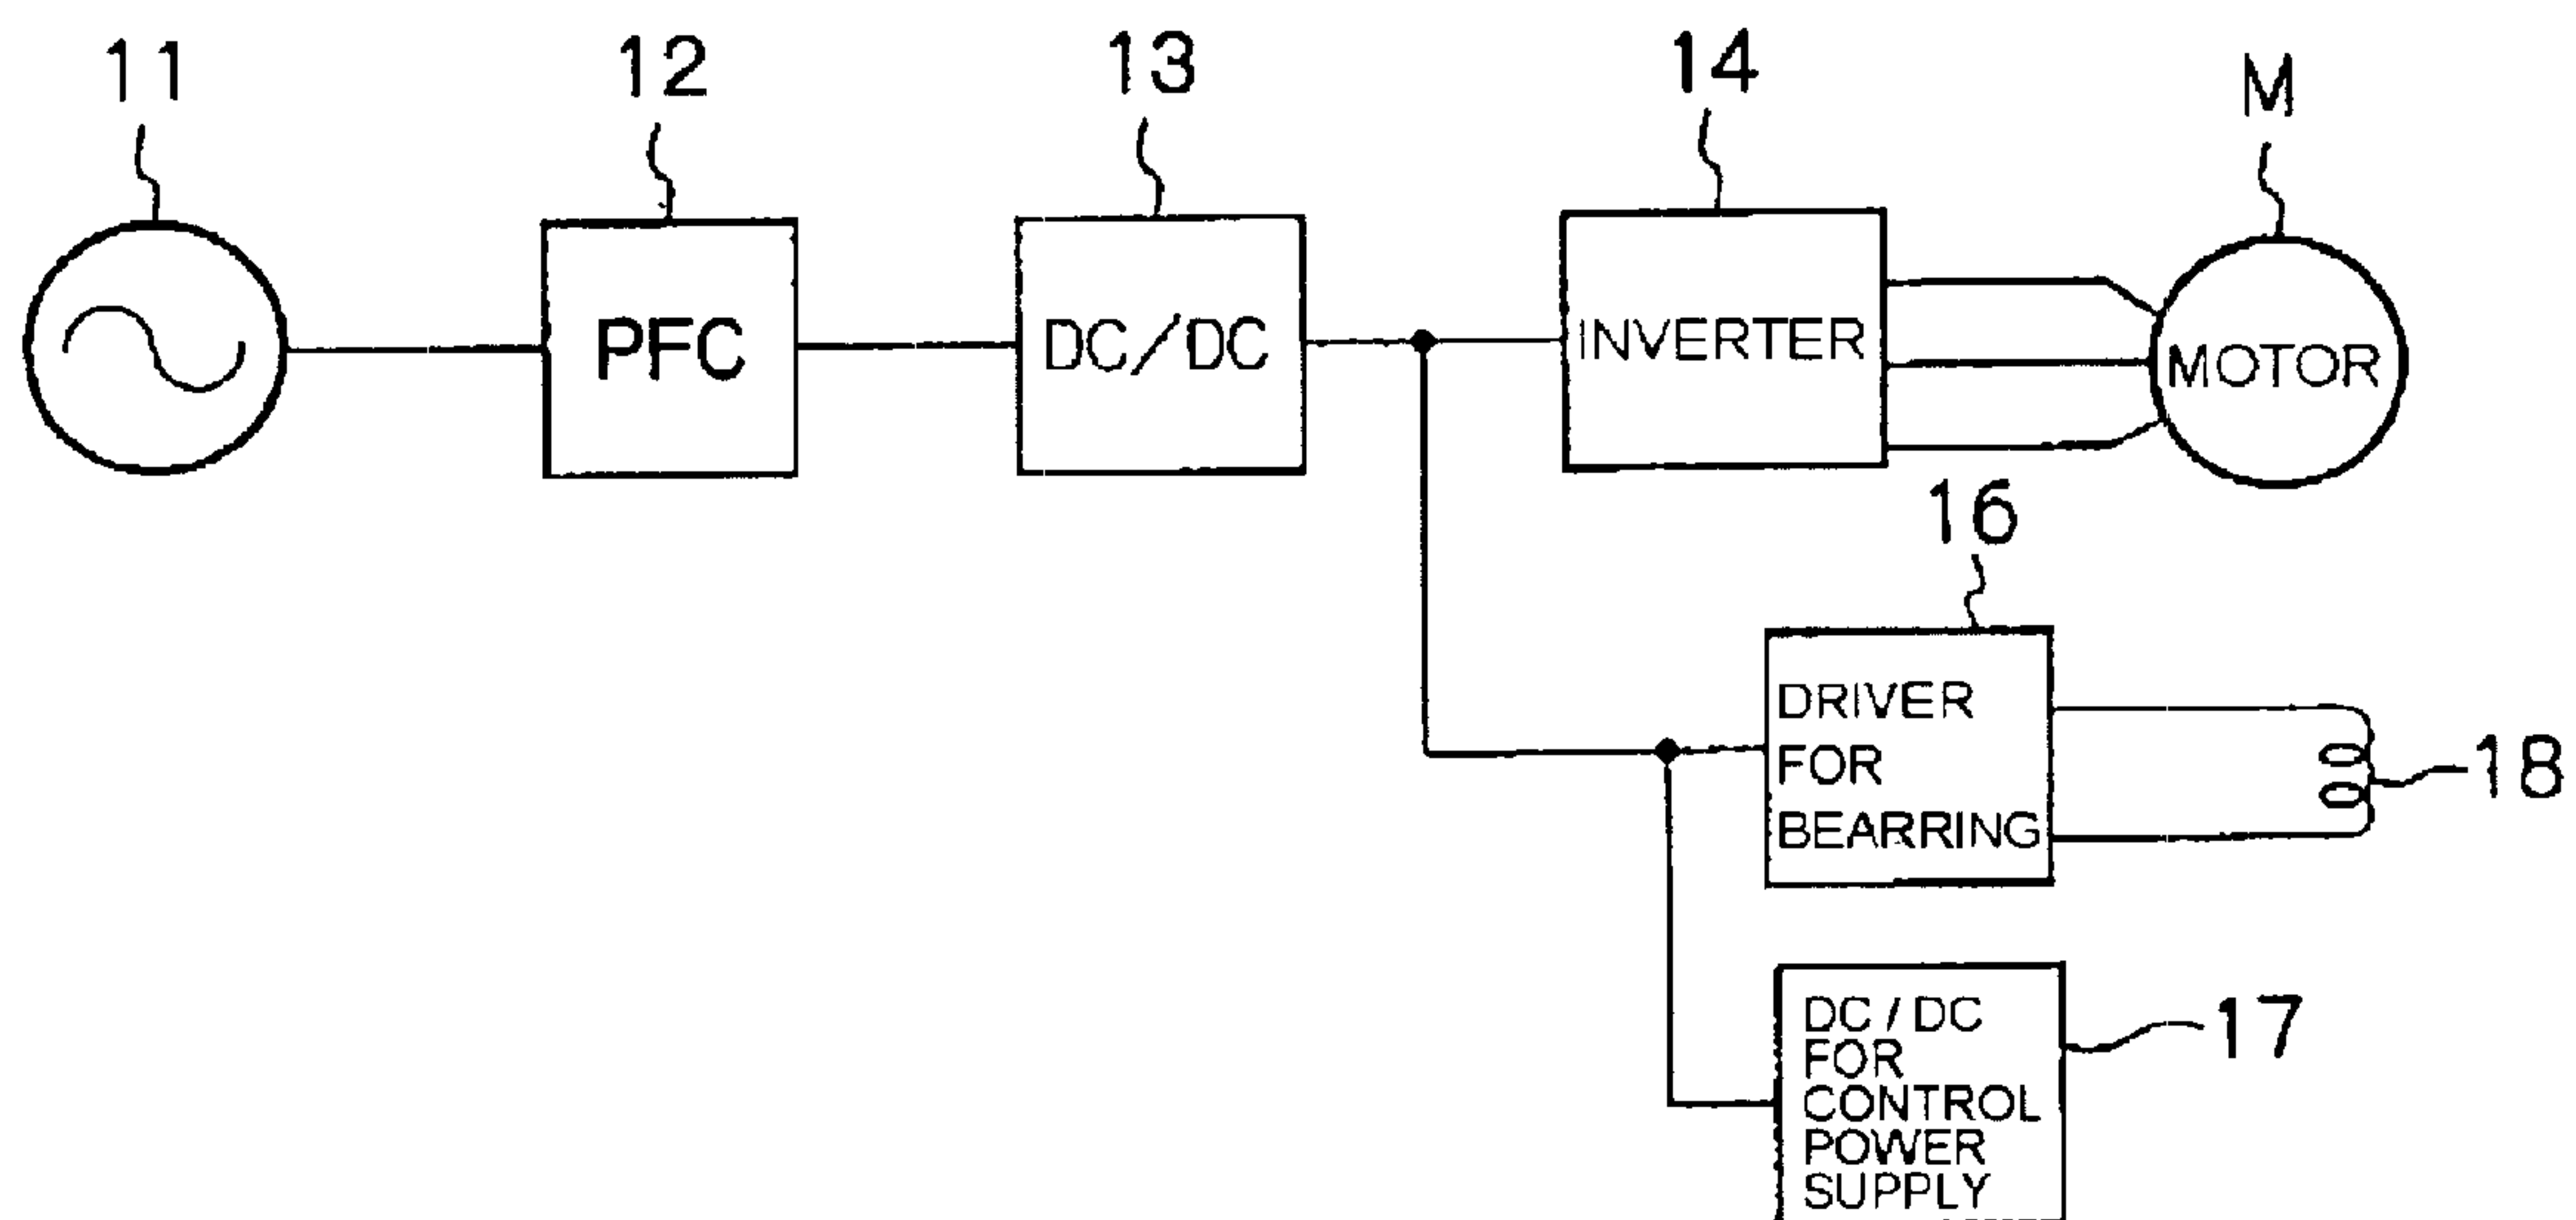 11
12
13
14
M
PFC
DC/DC
INVERTER
MOTOR
16
DRIVER
FOR
BEARRING
18
DC/DC
FOR
CONTROL
POWER
SUPPLY
17